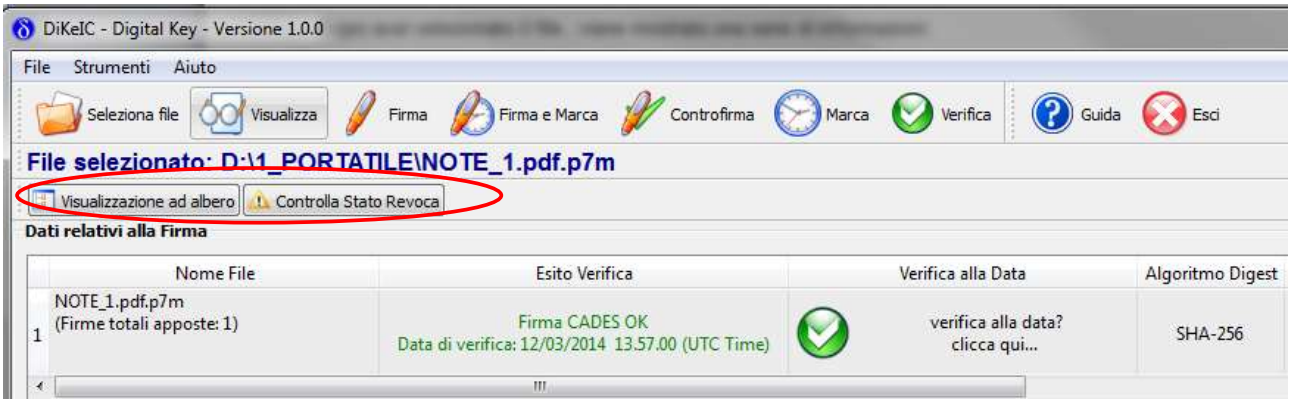 DiKeIC - Digital Key - Versione 1.0.0
File Strumenti Aiuto
Seleziona file Visualizza Firma Firma e Marca Controfirma Marca Verifica Guida Esci
File selezionato: D:\1_PORTATILE\NOTE_1.pdf.p7m
Visualizzazione ad albero Controlla Stato Revoca
Dati relativi alla Firma
Nome File Esito Verifica Verifica alla Data Algoritmo Digest
1 NOTE_1.pdf.p7m
(Firme totali apposte: 1)
Firma CADES OK
Data di verifica: 12/03/2014 13.57.00 (UTC Time)
verifica alla data?
clicca qui...
SHA-256